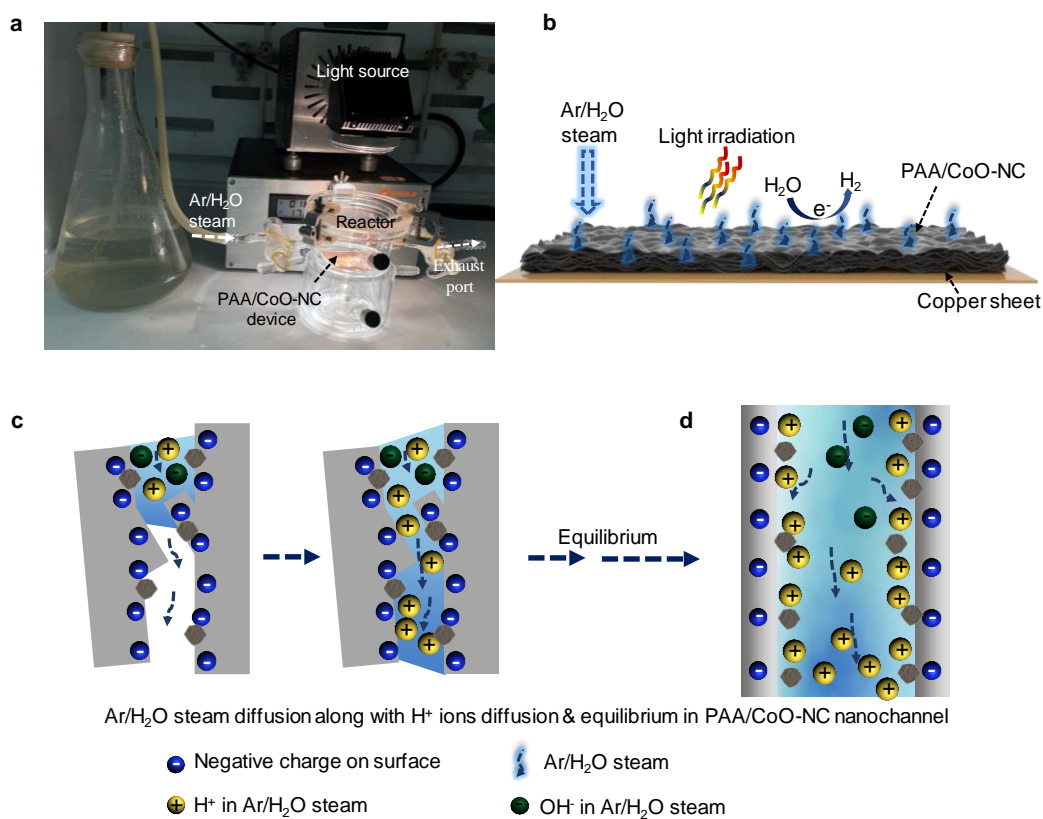 a
Light source
Ar/H₂O
steam
Reactor
Exhaust
port
PAA/CoO-NC
device
b
Ar/H₂O
steam
Light irradiation
H₂O
H₂
e⁻
PAA/CoO-NC
Copper sheet
c
Equilibrium
d
Ar/H₂O steam diffusion along with H⁺ ions diffusion & equilibrium in PAA/CoO-NC nanochannel
Negative charge on surface
Ar/H₂O steam
H⁺ in Ar/H₂O steam
OH⁻ in Ar/H₂O steam